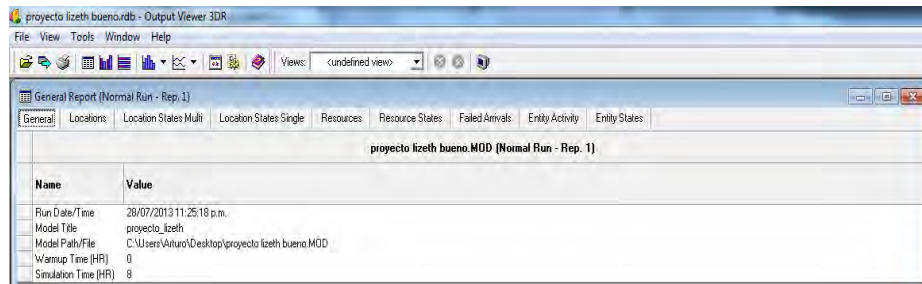 proyecto lizeth bueno.rdb - Output Viewer 3DR
File View Tools Window Help
Views: <undefined view>
General Report (Normal Run - Rep. 1)
General Locations Location States Multi Location States Single Resources Resource States Failed Arrivals Entity Activity Entity States
proyecto lizeth bueno.MOD (Normal Run - Rep. 1)
Name Value
Run Date/Time 28/07/2013 11:25:18 p.m.
Model Title proyecto_lizeth
Model Path/File C:\Users\Arturo\Desktop\proyecto lizeth bueno.MOD
Warmup Time (HR) 0
Simulation Time (HR) 8